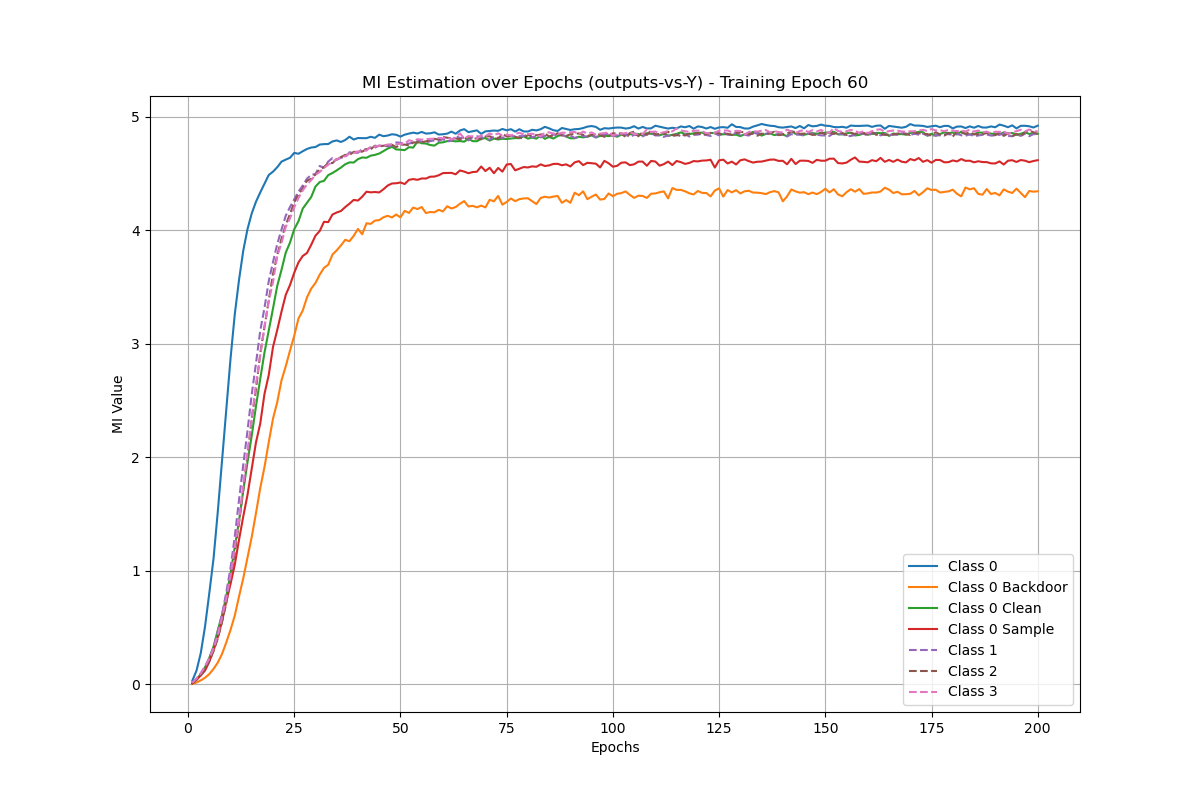 MI Estimation over Epochs (outputs-vs-Y) - Training Epoch 60
MI Value
5
4
3
2
1
0
0 25 50 75 100 125 150 175 200
Epochs
Class 0
Class 0 Backdoor
Class 0 Clean
Class 0 Sample
Class 1
Class 2
Class 3